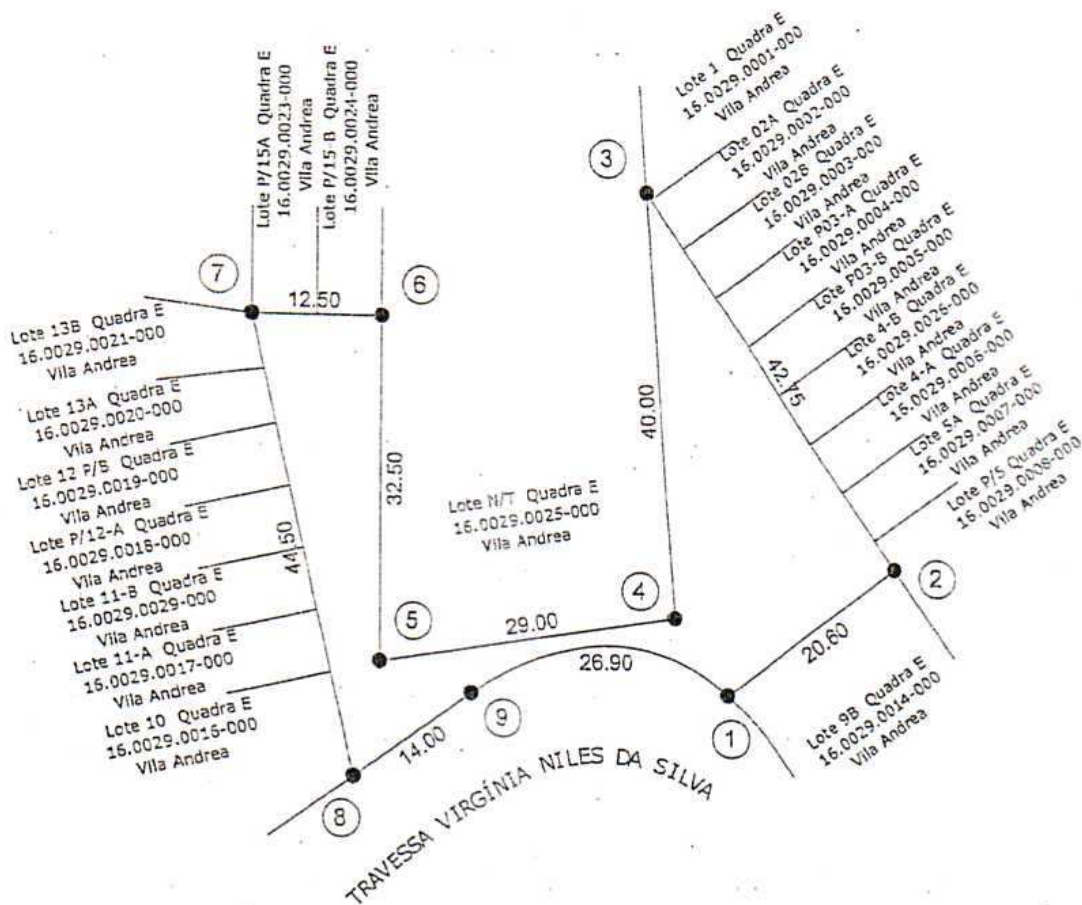 Lote P/15A Quadra E
16.0029.0023-000
Vila Andrea
Lote P/15-B Quadra E
16.0029.0024-000
Vila Andrea
Lote 1 Quadra E
16.0029.0001-000
Vila Andrea
Lote 02A Quadra E
16.0029.0002-000
Vila Andrea
Lote 02B Quadra E
16.0029.0003-000
Vila Andrea
Lote P03-A Quadra E
16.0029.0004-000
Vila Andrea
Lote P03-B Quadra E
16.0029.0005-000
Vila Andrea
Lote 4-B Quadra E
16.0029.0026-000
Vila Andrea
Lote 4-A Quadra E
16.0029.0006-000
Vila Andrea
Lote 5A Quadra E
16.0029.0007-000
Vila Andrea
Lote P/5 Quadra E
16.0029.0008-000
Vila Andrea
3
7
12.50
6
Lote 13B Quadra E
16.0029.0021-000
Vila Andrea
Lote 13A Quadra E
16.0029.0020-000
Vila Andrea
Lote 12 P/B Quadra E
16.0029.0019-000
Vila Andrea
Lote P/12-A Quadra E
16.0029.0018-000
Vila Andrea
Lote 11-B Quadra E
16.0029.0029-000
Vila Andrea
Lote 11-A Quadra E
16.0029.0017-000
Vila Andrea
Lote 10 Quadra E
16.0029.0016-000
Vila Andrea
44.50
32.50
40.00
42.75
Lote N/T Quadra E
16.0029.0025-000
Vila Andrea
5
29.00
4
2
26.90
20.60
9
1
14.00
8
Lote 9B Quadra E
16.0029.0014-000
Vila Andrea
TRAVESSA VIRGÍNIA NILES DA SILVA